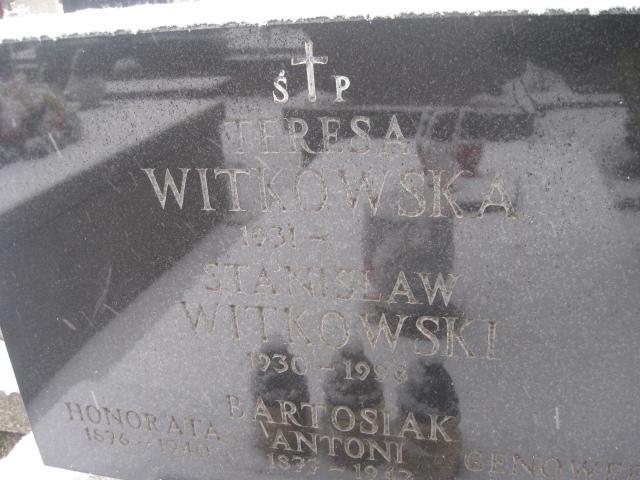 Ś P
TERESA
WITKOWSKA
1931 –
STANISŁAW
WITKOWSKI
1930 –
BARTOSIAK
HONORATA ANTONI
1876 – 1940